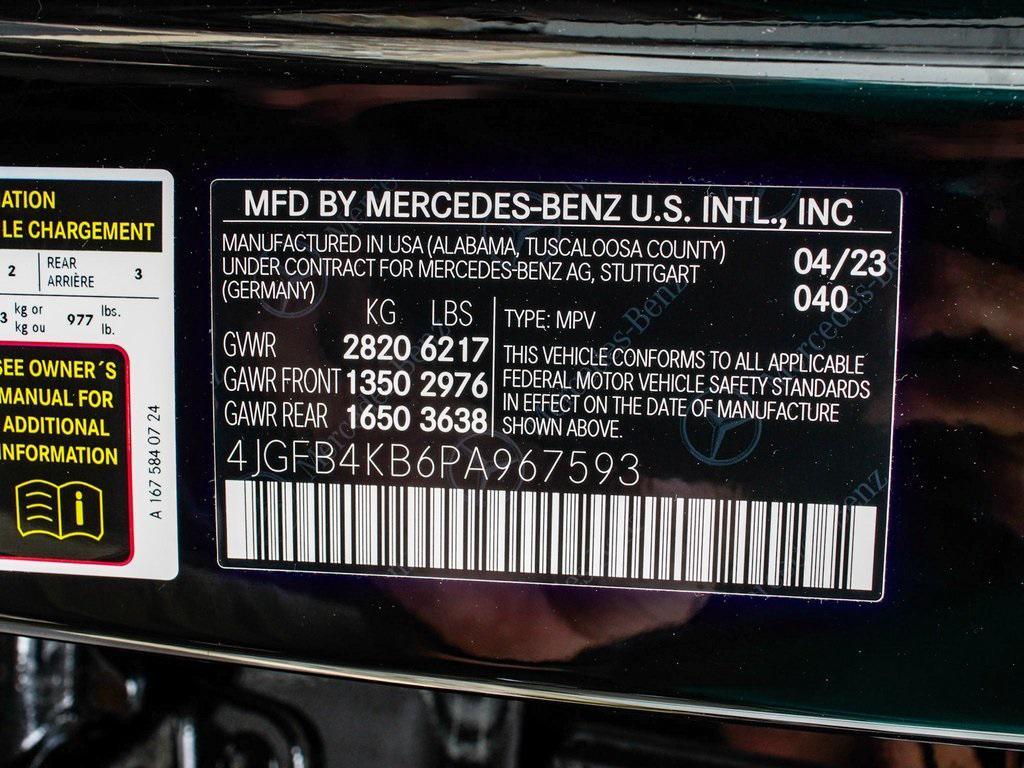 ATION
LE CHARGEMENT
2 REAR 3
ARRIÈRE
3 kg or 977 lbs.
kg ou lb.
SEE OWNER´S
MANUAL FOR
ADDITIONAL
INFORMATION
i
A 167 584 07 24
MFD BY MERCEDES-BENZ U.S. INTL., INC
MANUFACTURED IN USA (ALABAMA, TUSCALOOSA COUNTY) 04/23
UNDER CONTRACT FOR MERCEDES-BENZ AG, STUTTGART
(GERMANY) 040
KG LBS
GVWR 2820 6217
GAWR FRONT 1350 2976
GAWR REAR 1650 3638
TYPE: MPV
THIS VEHICLE CONFORMS TO ALL APPLICABLE
FEDERAL MOTOR VEHICLE SAFETY STANDARDS
IN EFFECT ON THE DATE OF MANUFACTURE
SHOWN ABOVE.
4JGFB4KB6PA967593